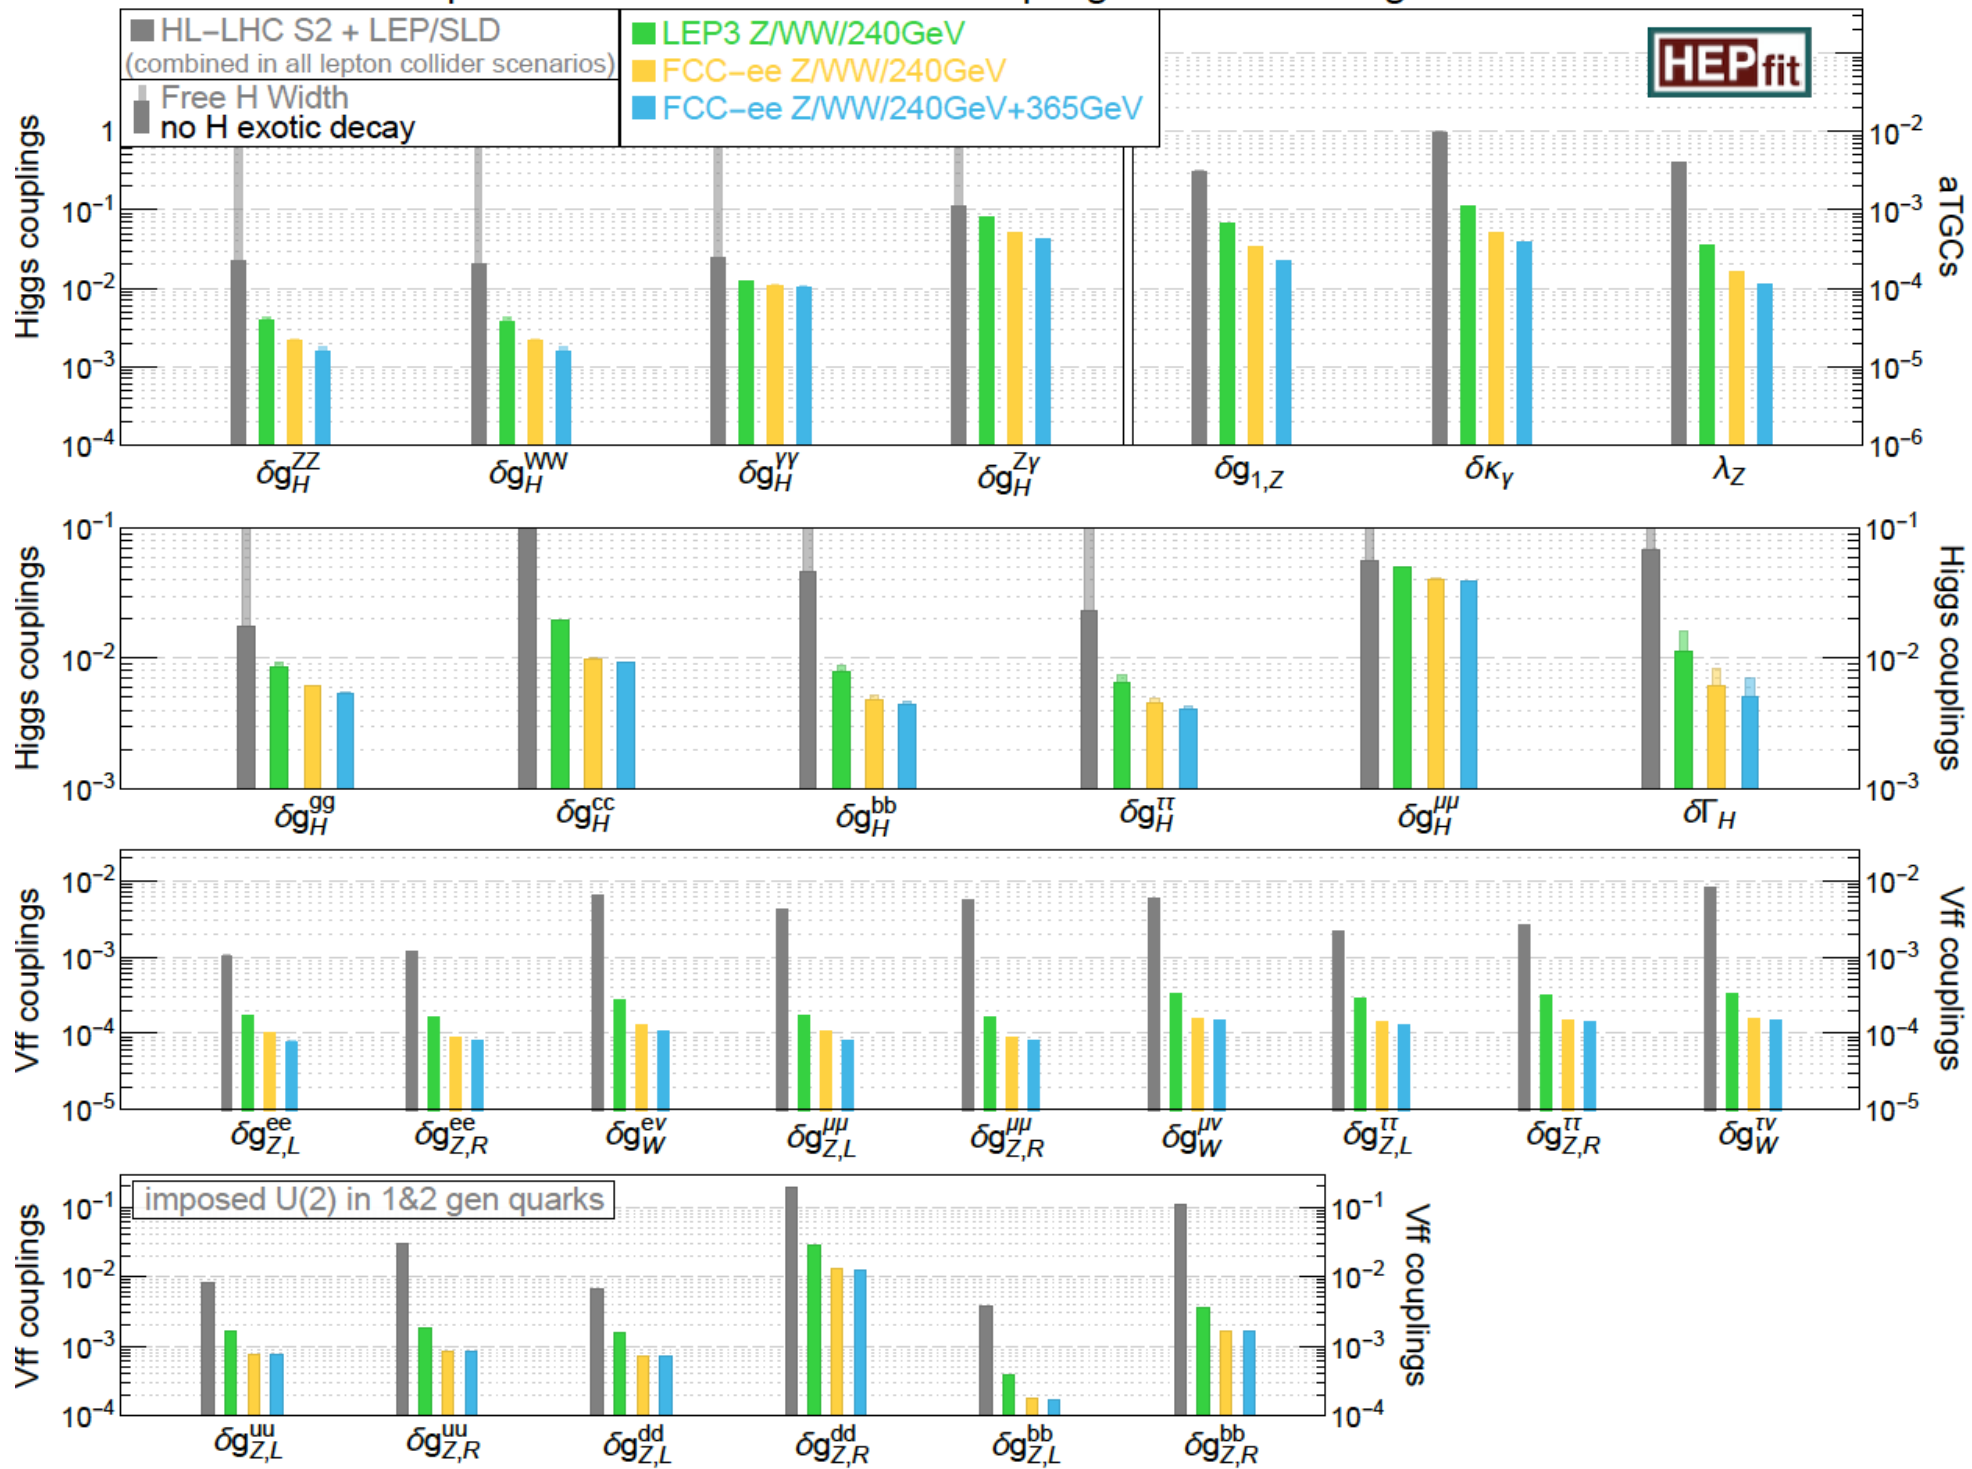 HL-LHC S2 + LEP/SLD
(combined in all lepton collider scenarios)
Free H Width
no H exotic decay
LEP3 Z/WW/240GeV
FCC-ee Z/WW/240GeV
FCC-ee Z/WW/240GeV+365GeV
HEP fit
Higgs couplings
1
10⁻¹
10⁻²
10⁻³
10⁻⁴
10⁻²
10⁻³
10⁻⁴
10⁻⁵
10⁻⁶
aTGCs
δg_H^ZZ δg_H^WW δg_H^γγ δg_H^Zγ δg_1,Z δκ_γ λ_Z
Higgs couplings
10⁻¹
10⁻²
10⁻³
10⁻¹
10⁻²
10⁻³
Higgs couplings
δg_H^gg δg_H^cc δg_H^bb δg_H^ττ δg_H^μμ δΓ_H
Vff couplings
10⁻²
10⁻³
10⁻⁴
10⁻⁵
10⁻²
10⁻³
10⁻⁴
10⁻⁵
Vff couplings
δg_Z,L^ee δg_Z,R^ee δg_W^eν δg_Z,L^μμ δg_Z,R^μμ δg_W^μν δg_Z,L^ττ δg_Z,R^ττ δg_W^τν
imposed U(2) in 1&2 gen quarks
Vff couplings
10⁻¹
10⁻²
10⁻³
10⁻⁴
10⁻¹
10⁻²
10⁻³
10⁻⁴
Vff couplings
δg_Z,L^uu δg_Z,R^uu δg_Z,L^dd δg_Z,R^dd δg_Z,L^bb δg_Z,R^bb